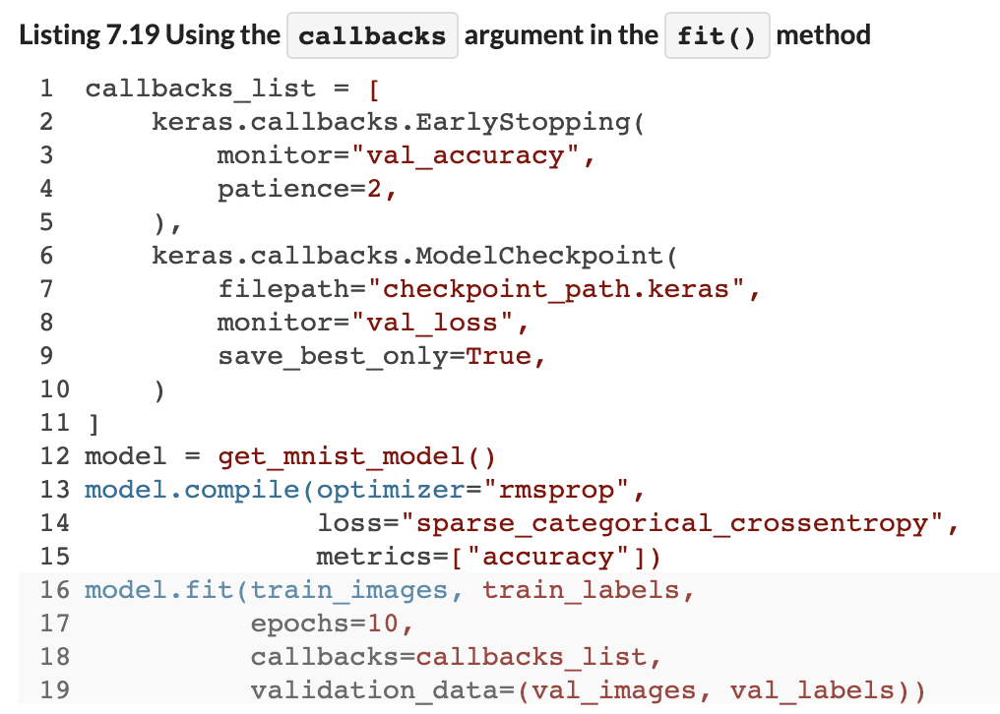 Listing 7.19 Using the callbacks argument in the fit() method
1 callbacks_list = [
2     keras.callbacks.EarlyStopping(
3         monitor="val_accuracy",
4         patience=2,
5     ),
6     keras.callbacks.ModelCheckpoint(
7         filepath="checkpoint_path.keras",
8         monitor="val_loss",
9         save_best_only=True,
10     )
11 ]
12 model = get_mnist_model()
13 model.compile(optimizer="rmsprop",
14               loss="sparse_categorical_crossentropy",
15               metrics=["accuracy"])
16 model.fit(train_images, train_labels,
17           epochs=10,
18           callbacks=callbacks_list,
19           validation_data=(val_images, val_labels))